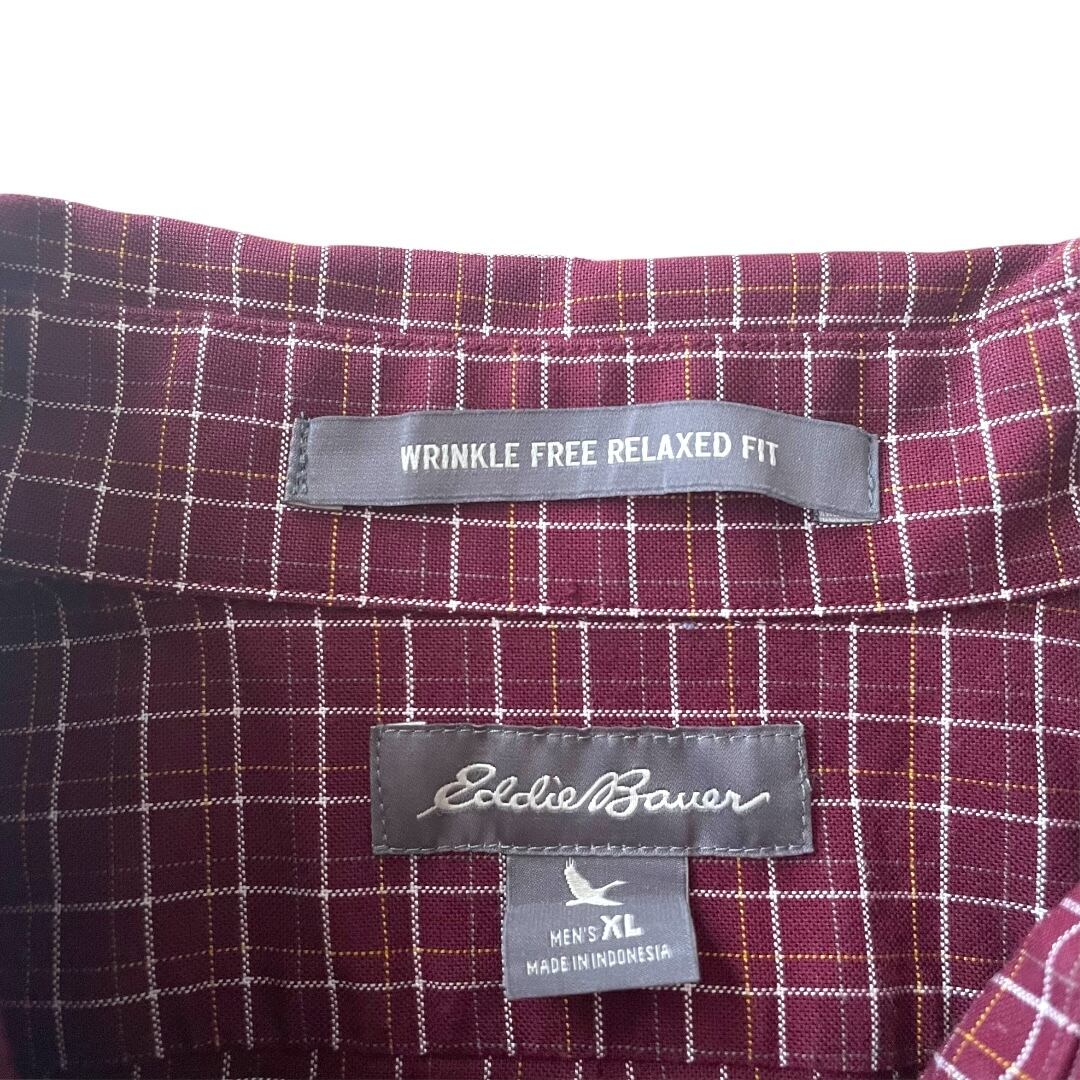 WRINKLE FREE RELAXED FIT
Eddie Bauer
MEN'S XL
MADE IN INDONESIA